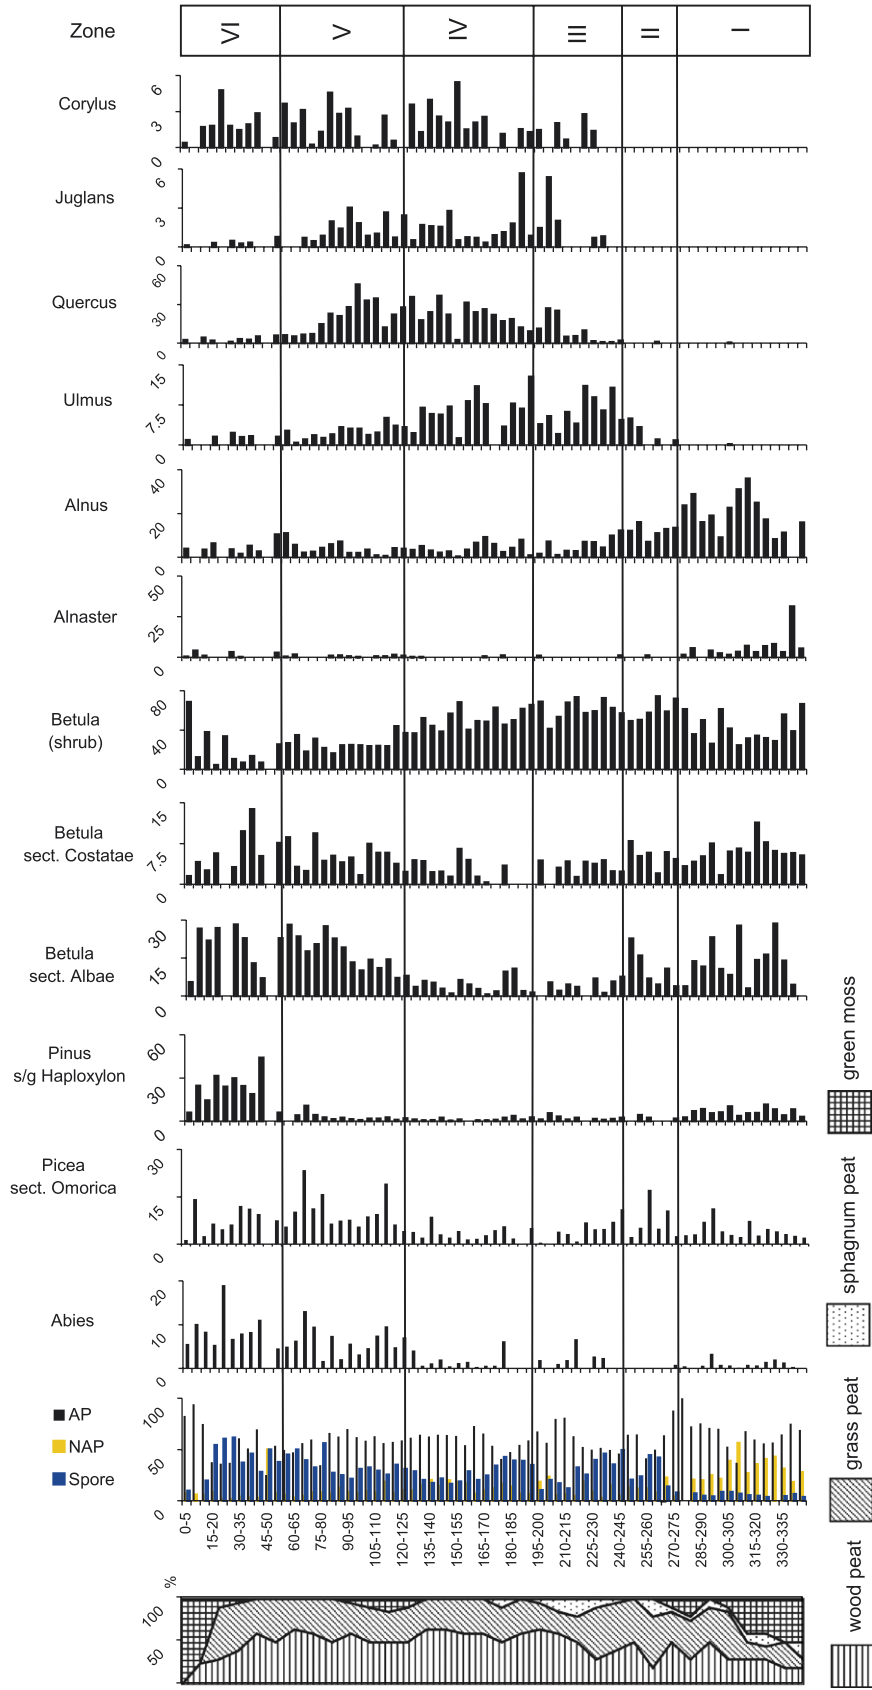 Zone VI V IV III II I
Corylus
6
3
0
Juglans
6
3
0
Quercus
60
30
0
Ulmus
15
7.5
0
Alnus
40
20
0
Alnaster
50
25
0
Betula
(shrub)
80
40
0
Betula
sect. Costatae
15
7.5
0
Betula
sect. Albae
30
15
0
Pinus
s/g Haploxylon
60
30
0
Picea
sect. Omorica
30
15
0
Abies
20
10
0
AP
NAP
Spore
100
50
0
0-5 15-20 30-35 45-50 60-65 75-80 90-95 105-110 120-125 135-140 150-155 165-170 180-185 195-200 210-215 225-230 240-245 255-260 270-275 285-290 300-305 315-320 330-335
%
100
50
green moss
sphagnum peat
grass peat
wood peat